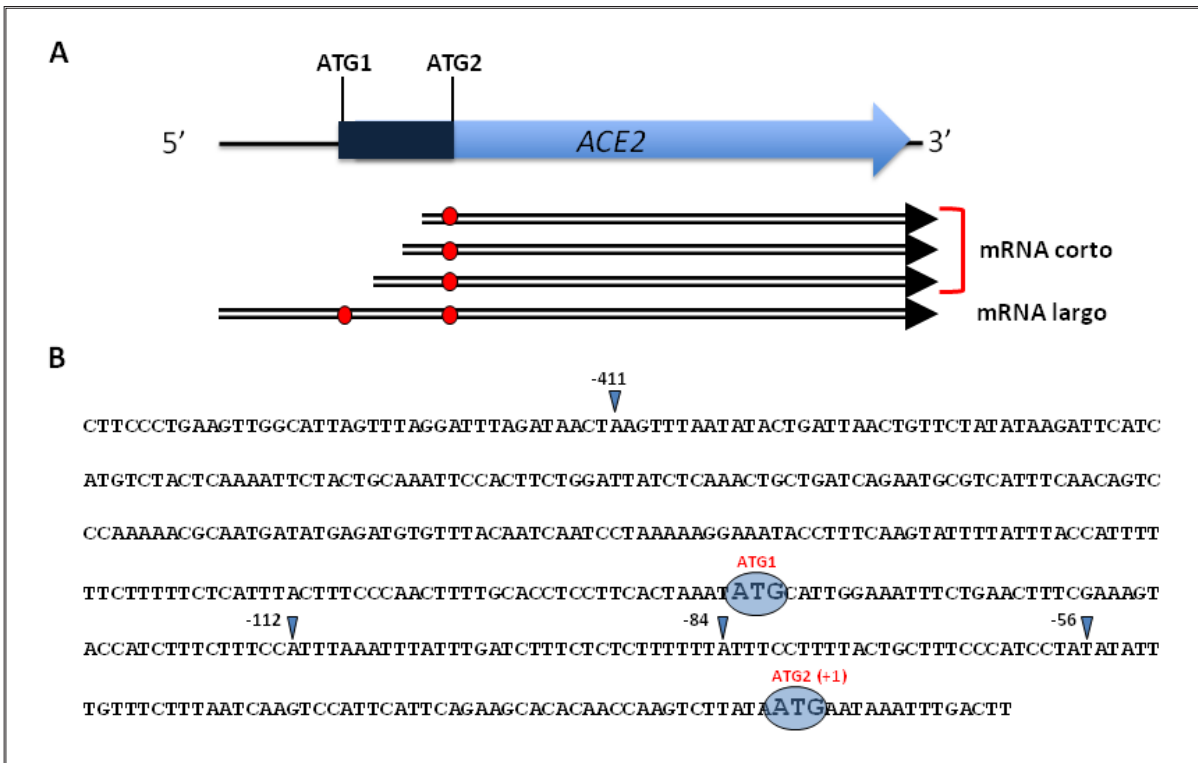 A
ATG1 ATG2
5’ ACE2 3’
mRNA corto
mRNA largo
B
-411
CTTCCCTGAAGTTGGCATTAGTTTAGGATTTAGATAACTAAGTTTAATATACTGATTAACTGTTCTATATAAGATTCATC
ATGTCTACTCAAAATTCTACTGCAAATTCCACTTCTGGATTATCTCAAACTGCTGATCAGAATGCGTCATTTCAACAGTC
CCAAAAACGCAATGATATGAGATGTGTTTACAATCAATCCTAAAAAGGAAATACCTTTCAAGTATTTTATTTACCATTTT
ATG1
TTCTTTTTCTCATTTACTTTCCCAACTTTTGCACCTCCTTCACTAAATATGCATTGGAAATTTCTGAACTTTCGAAAGT
-112 -84 -56
ACCATCTTTCTTTCCATTTAAATTTATTTGATCTTTCTCTCTTTTTTATTTCCTTTTACTGCTTTCCCATCCTATATATT
ATG2 (+1)
TGTTTCTTTAATCAAGTCCATTCATTCAGAAGCACACAACCAAGTCTTATAATGAATAAATTTGACTT